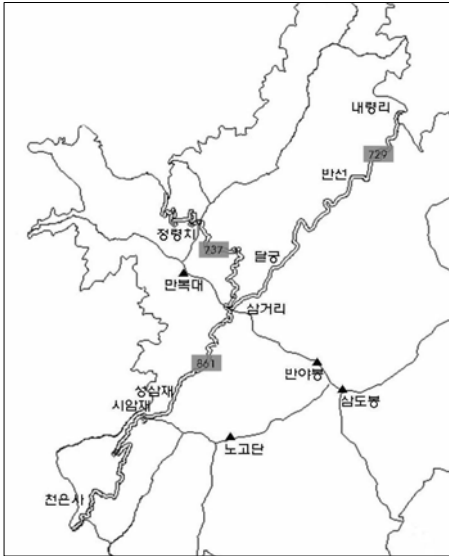 내령리
729
반선
정령치
737
달궁
만복대
삼거리
861
반야봉
성삼재
삼도봉
시암재
노고단
천은사